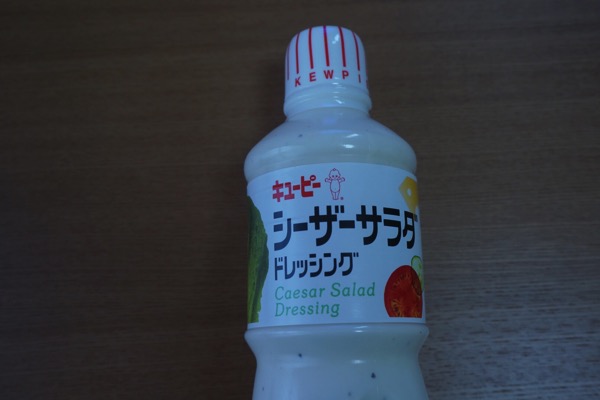 KEWPI
キユーピー
シーザーサラダ
ドレッシング
Caesar Salad
Dressing